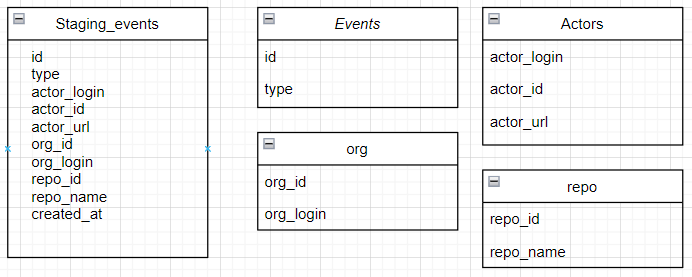 Staging_events
id
type
actor_login
actor_id
actor_url
org_id
org_login
repo_id
repo_name
created_at
Events
id
type
org
org_id
org_login
Actors
actor_login
actor_id
actor_url
repo
repo_id
repo_name